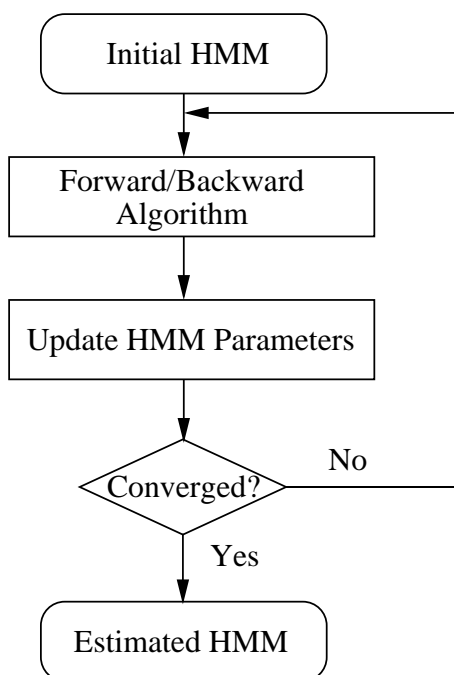 Initial HMM
Forward/Backward
Algorithm
Update HMM Parameters
Converged?
No
Yes
Estimated HMM